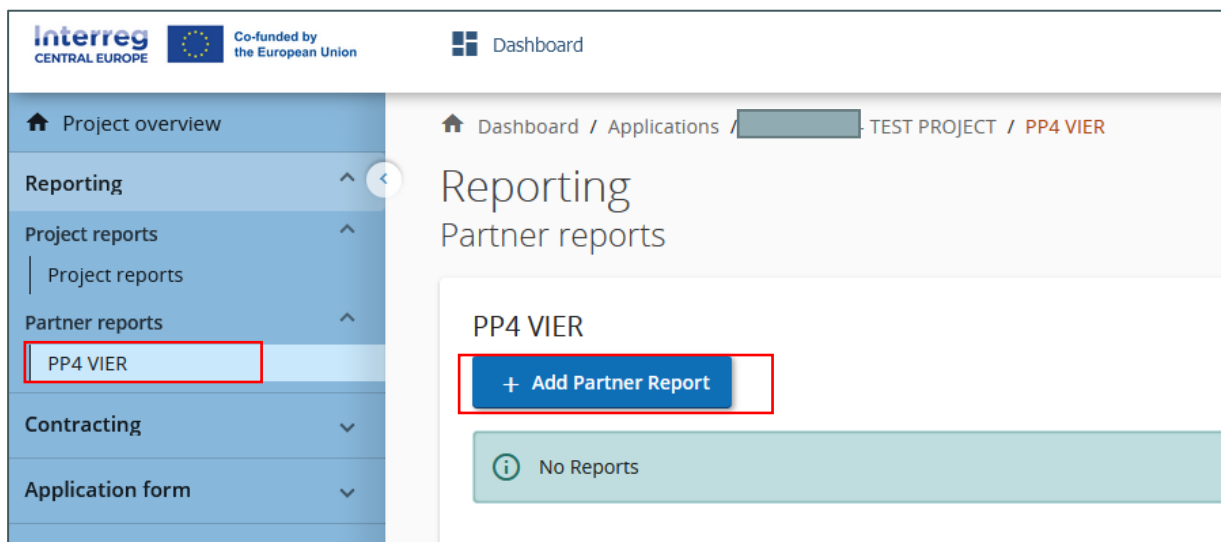 Interreg
CENTRAL EUROPE
Co-funded by
the European Union
Dashboard
Project overview
Reporting
Project reports
Project reports
Partner reports
PP4 VIER
Contracting
Application form
Dashboard / Applications / - TEST PROJECT / PP4 VIER
Reporting
Partner reports
PP4 VIER
+ Add Partner Report
No Reports